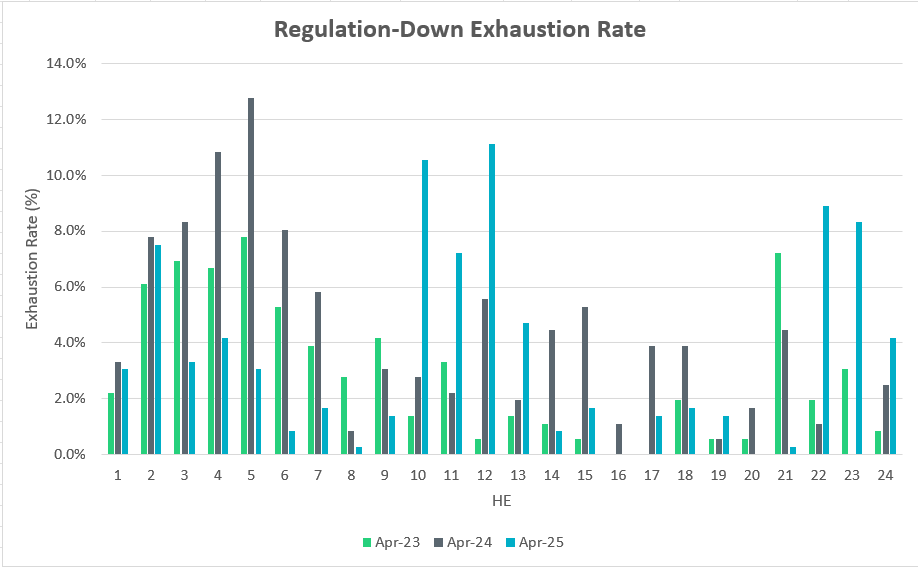 Regulation-Down Exhaustion Rate
14.0%
12.0%
10.0%
8.0%
6.0%
4.0%
2.0%
0.0%
Exhaustion Rate (%)
1 2 3 4 5 6 7 8 9 10 11 12 13 14 15 16 17 18 19 20 21 22 23 24
HE
Apr-23 Apr-24 Apr-25